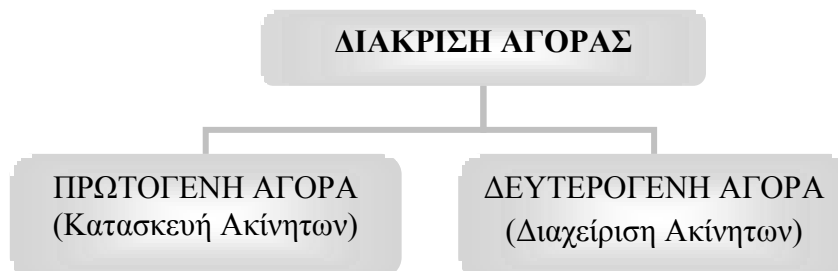 ΔΙΑΚΡΙΣΗ ΑΓΟΡΑΣ
ΠΡΩΤΟΓΕΝΗ ΑΓΟΡΑ
(Κατασκευή Ακίνητων)
ΔΕΥΤΕΡΟΓΕΝΗ ΑΓΟΡΑ
(Διαχείριση Ακίνητων)